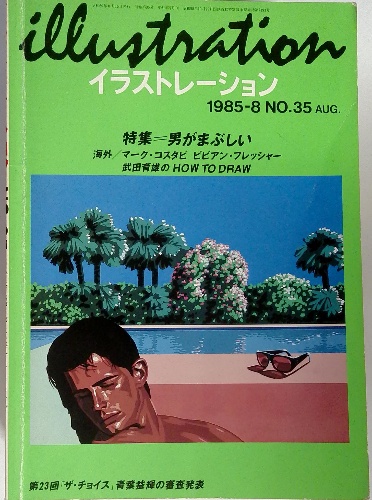 illustration
イラストレーション
1985-8 NO.35 AUG.
特集=男がまぶしい
海外/マーク・コスタビ ビビアン・フレッシャー
武田育雄の HOW TO DRAW
第23回「ザ・チョイス」青葉益輝の審査発表